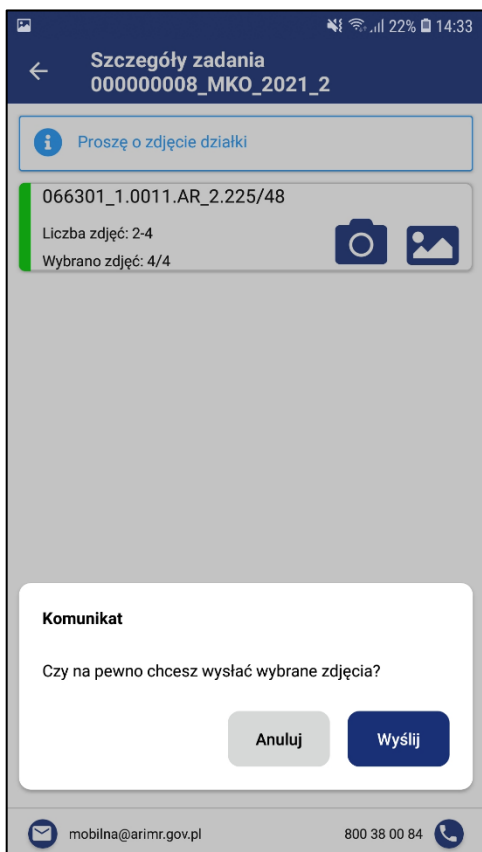 22% 14:33
Szczegóły zadania
000000008_MKO_2021_2
Proszę o zdjęcie działki
066301_1.0011.AR_2.225/48
Liczba zdjęć: 2-4
Wybrano zdjęć: 4/4
Komunikat
Czy na pewno chcesz wysłać wybrane zdjęcia?
Anuluj Wyślij
mobilna@arimr.gov.pl 800 38 00 84